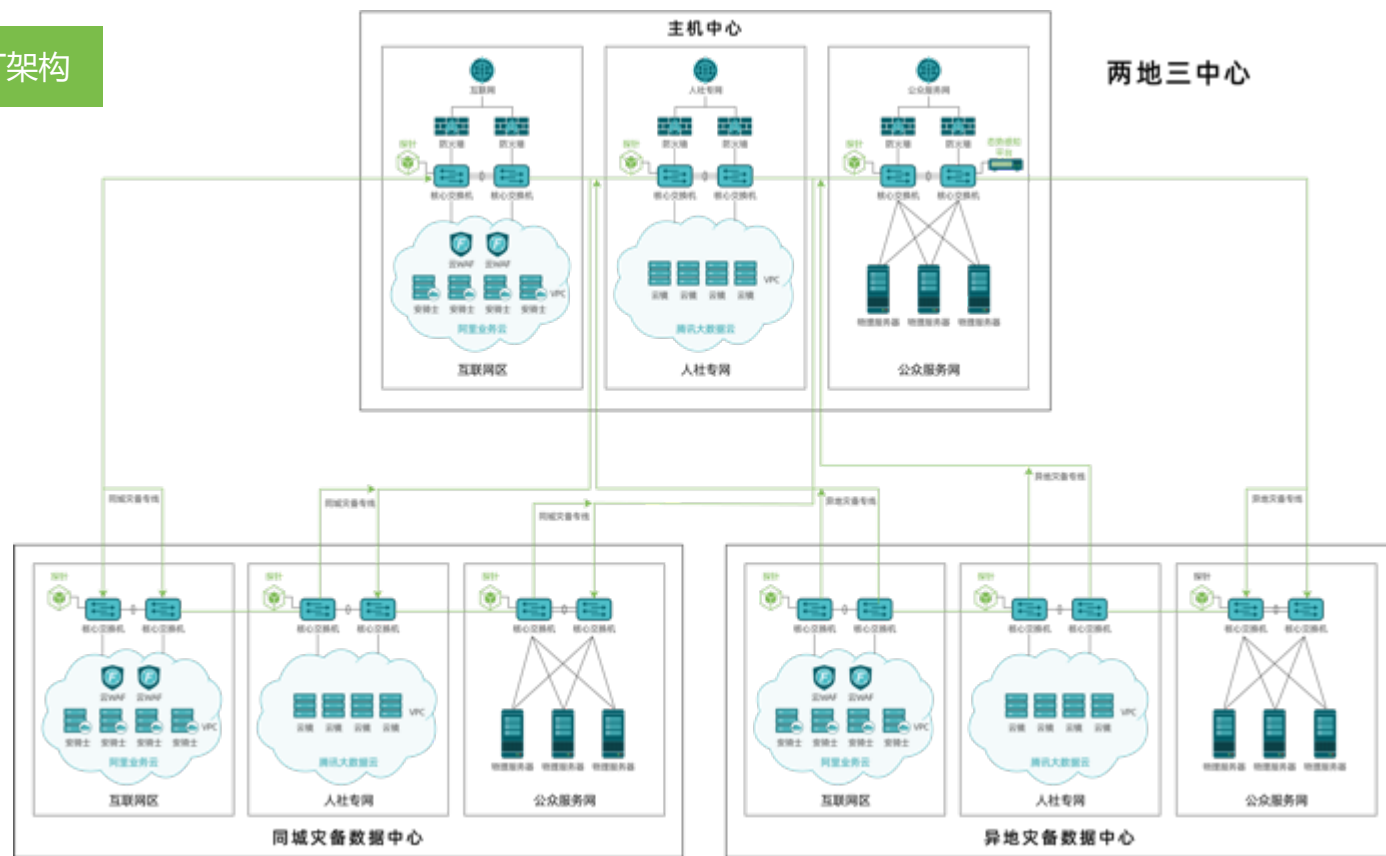 架构
主机中心
两地三中心
互联网
人社专网
公众服务网
防火墙 防火墙
防火墙 防火墙
防火墙 防火墙
探针
探针
探针
态势感知
平台
核心交换机 核心交换机
核心交换机 核心交换机
核心交换机 核心交换机
云WAF 云WAF
安骑士 安骑士 安骑士 安骑士 VPC
阿里业务云
云镜 云镜 云镜 云镜 VPC
腾讯大数据云
物理服务器 物理服务器 物理服务器
互联网区
人社专网
公众服务网
同城灾备专线
同城灾备专线
同城灾备专线
异地灾备专线
异地灾备专线
异地灾备专线
探针
探针
探针
核心交换机 核心交换机
核心交换机 核心交换机
核心交换机 核心交换机
云WAF 云WAF
安骑士 安骑士 安骑士 安骑士 VPC
阿里业务云
云镜 云镜 云镜 云镜 VPC
腾讯大数据云
物理服务器 物理服务器 物理服务器
互联网区
人社专网
公众服务网
同城灾备数据中心
探针
探针
探针
核心交换机 核心交换机
核心交换机 核心交换机
核心交换机 核心交换机
云WAF 云WAF
安骑士 安骑士 安骑士 安骑士 VPC
阿里业务云
云镜 云镜 云镜 云镜 VPC
腾讯大数据云
物理服务器 物理服务器 物理服务器
互联网区
人社专网
公众服务网
异地灾备数据中心